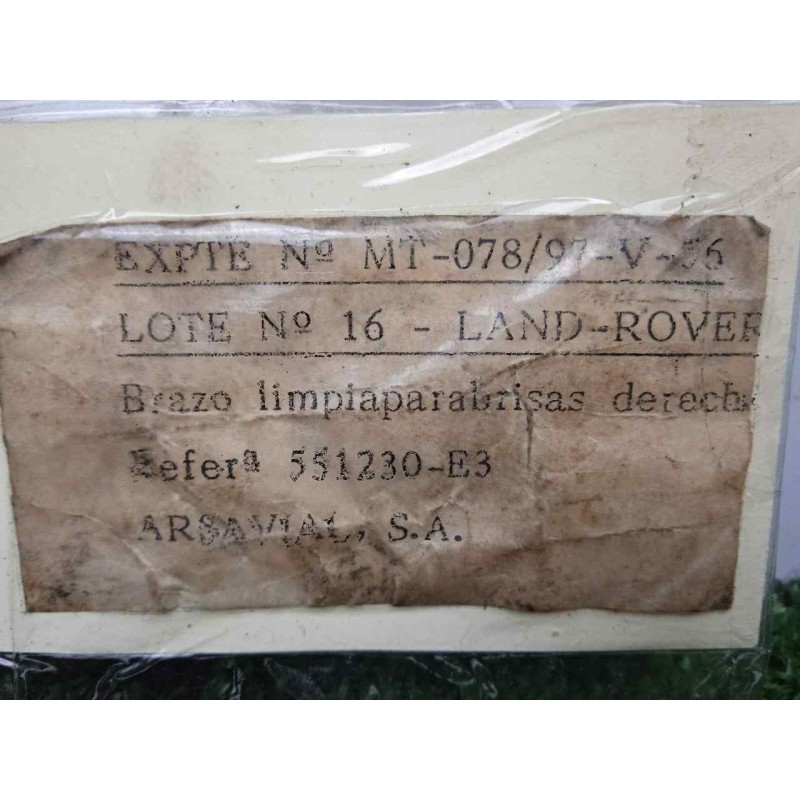 EXPTE Nº MT-078/97-V-56
LOTE Nº 16 - LAND-ROVER
Brazo limpiaparabrisas derecho
Referª 551230-E3
ARSAVIAL, S.A.